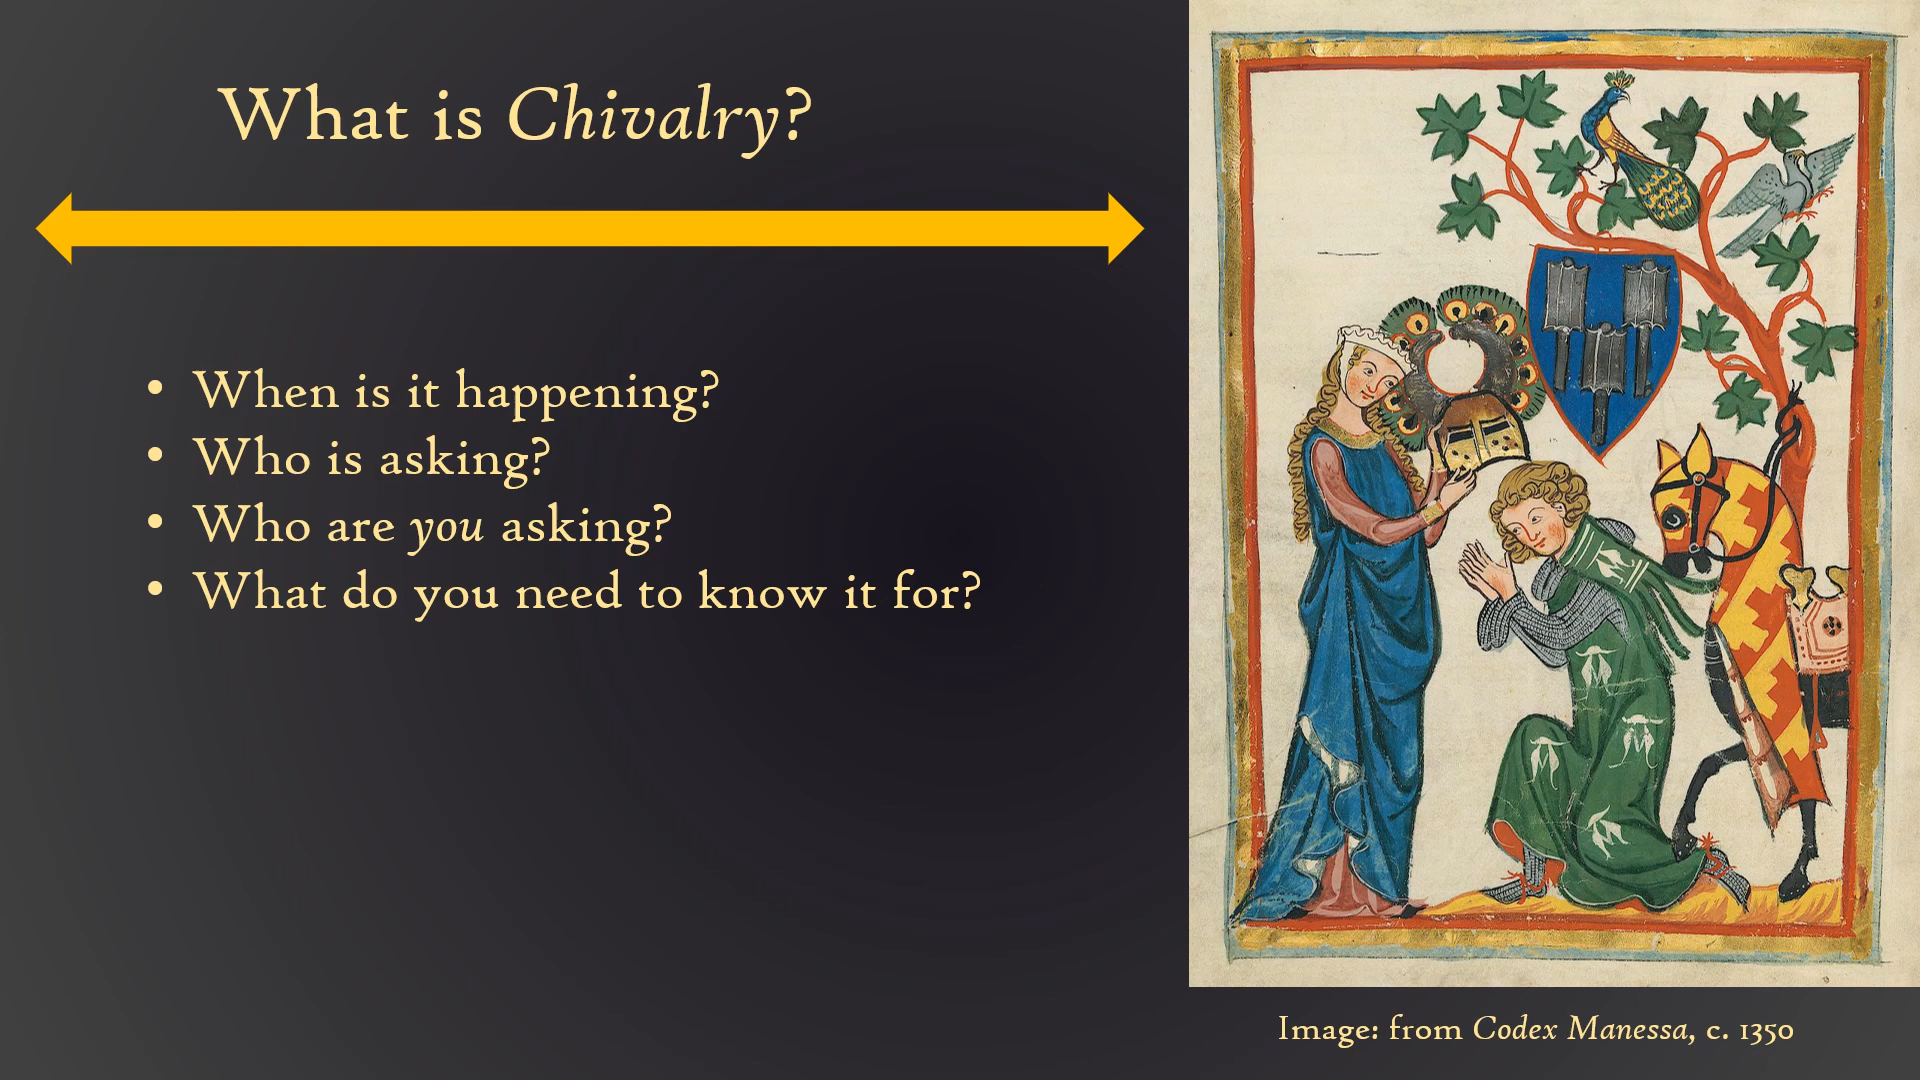 What is Chivalry?
• When is it happening?
• Who is asking?
• Who are you asking?
• What do you need to know it for?
Image: from Codex Manessa, c. 1350